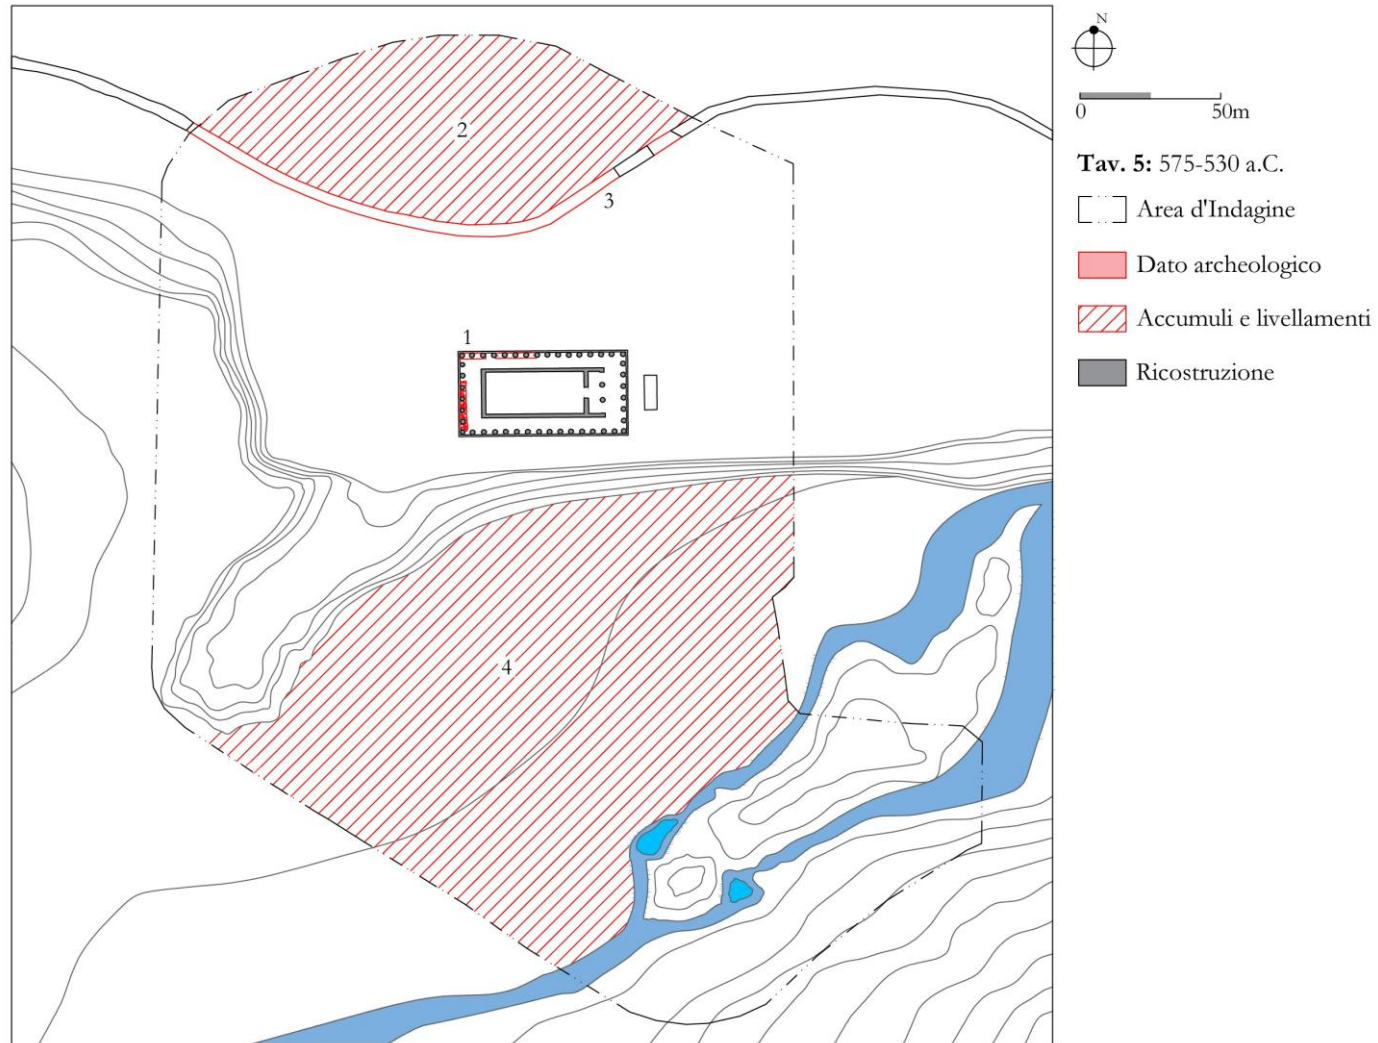 N
0 50m
Tav. 5: 575-530 a.C.
Area d'Indagine
Dato archeologico
Accumuli e livellamenti
Ricostruzione
2
3
1
4